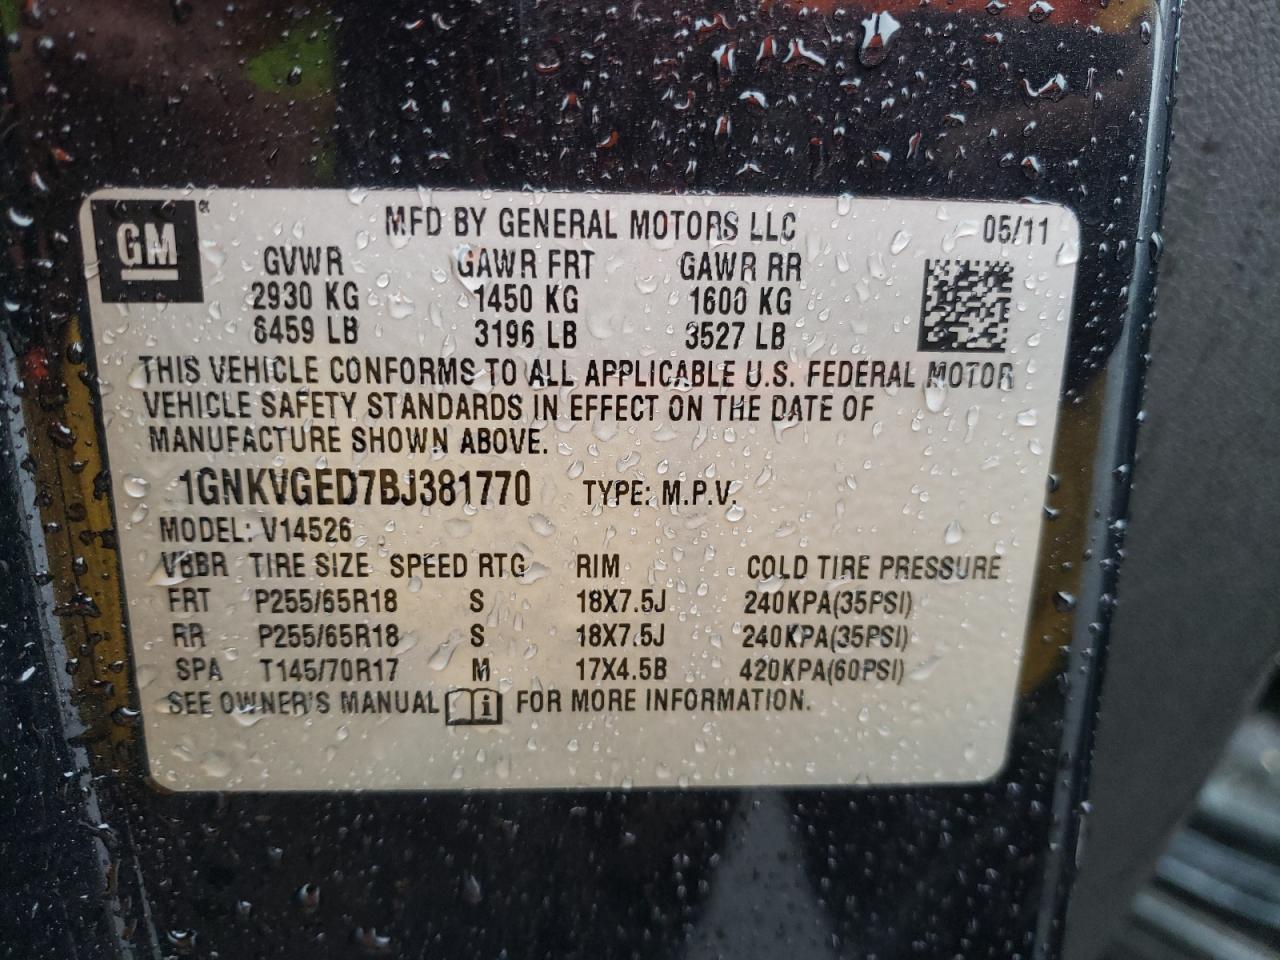 GM
MFD BY GENERAL MOTORS LLC 05/11
GVWR GAWR FRT GAWR RR
2930 KG 1450 KG 1600 KG
6459 LB 3196 LB 3527 LB
THIS VEHICLE CONFORMS TO ALL APPLICABLE U.S. FEDERAL MOTOR
VEHICLE SAFETY STANDARDS IN EFFECT ON THE DATE OF
MANUFACTURE SHOWN ABOVE.
1GNKVGED7BJ381770 TYPE: M.P.V.
MODEL: V14526
VBBR TIRE SIZE SPEED RTG RIM COLD TIRE PRESSURE
FRT P255/65R18 S 18X7.5J 240KPA(35PSI)
RR P255/65R18 S 18X7.5J 240KPA(35PSI)
SPA T145/70R17 M 17X4.5B 420KPA(60PSI)
SEE OWNER'S MANUAL i FOR MORE INFORMATION.